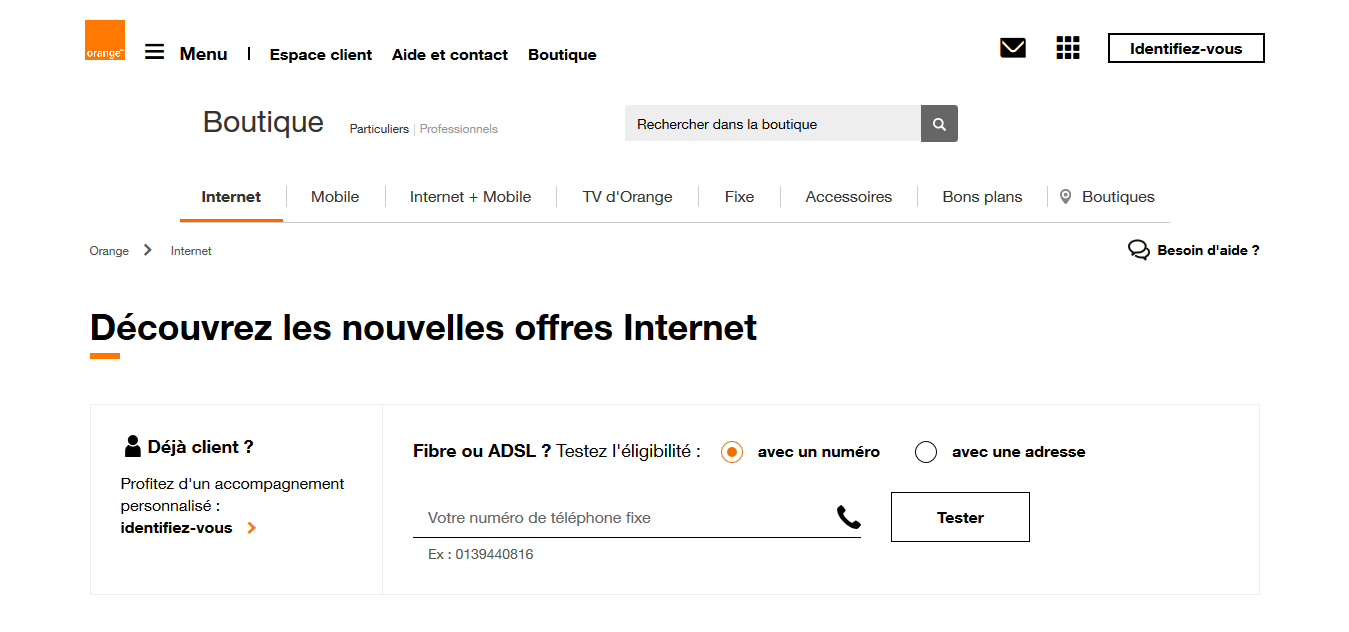 orange™
Menu | Espace client Aide et contact Boutique Identifiez-vous
Boutique Particuliers | Professionnels Rechercher dans la boutique
Internet Mobile Internet + Mobile TV d'Orange Fixe Accessoires Bons plans Boutiques
Orange Internet Besoin d'aide ?
Découvrez les nouvelles offres Internet
Déjà client ?
Profitez d'un accompagnement
personnalisé :
identifiez-vous
Fibre ou ADSL ? Testez l'éligibilité : avec un numéro avec une adresse
Votre numéro de téléphone fixe Tester
Ex : 0139440816